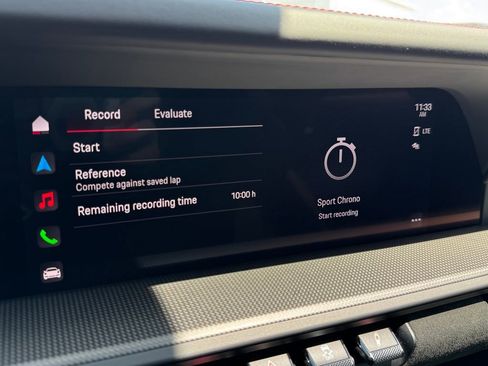 Record Evaluate
Start
Reference
Compete against saved lap
Remaining recording time 10:00 h
11:33
AM
LTE
Sport Chrono
Start recording